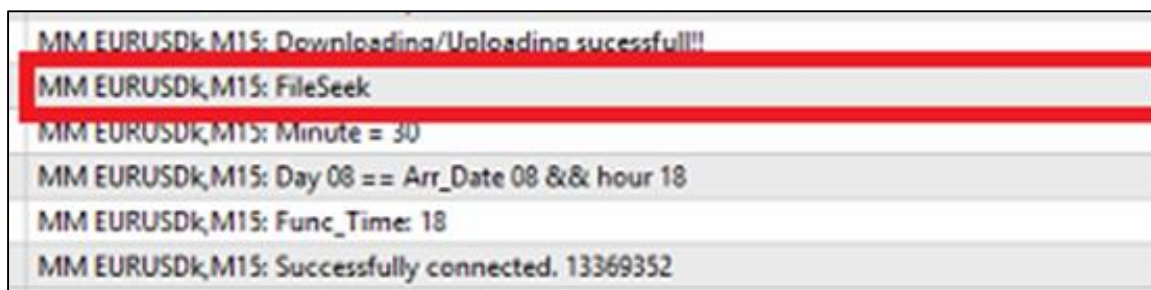 MM EURUSDk,M15: Downloading/Uploading sucessfull!!
MM EURUSDk,M15: FileSeek
MM EURUSDk,M15: Minute = 30
MM EURUSDk,M15: Day 08 == Arr_Date 08 && hour 18
MM EURUSDk,M15: Func_Time: 18
MM EURUSDk,M15: Successfully connected. 13369352